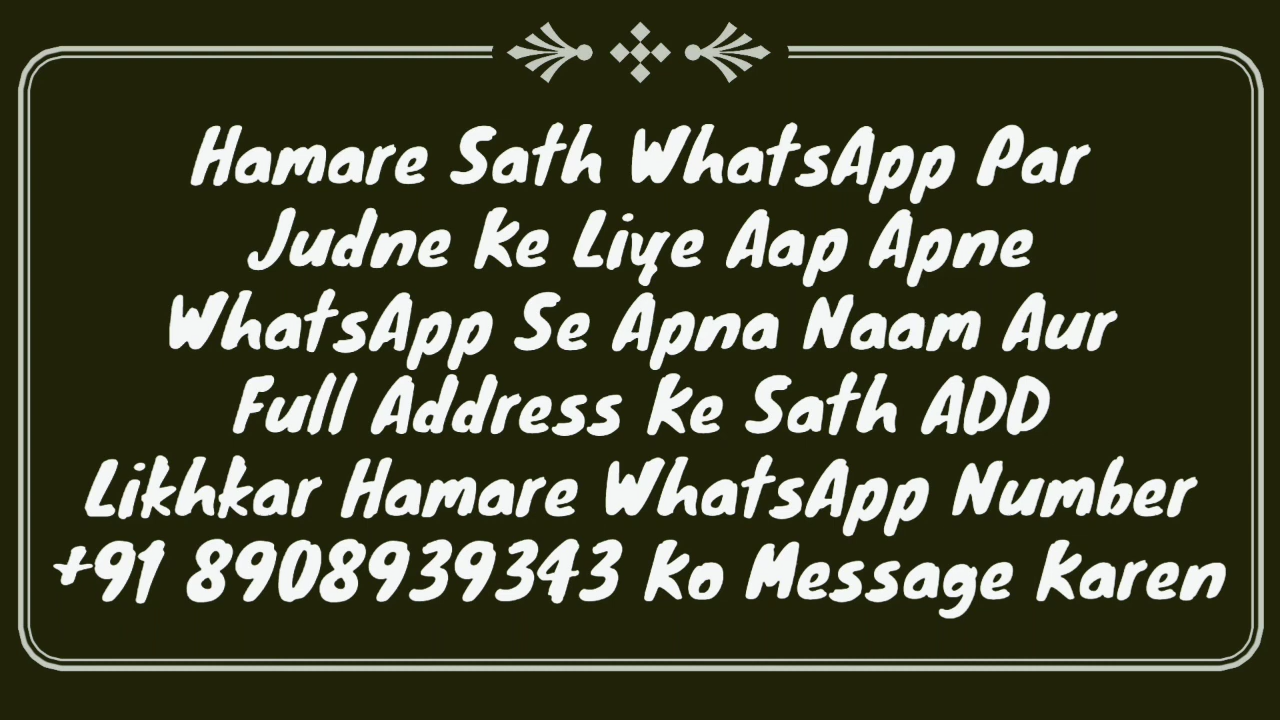 Hamare Sath WhatsApp Par
Judne Ke Liye Aap Apne
WhatsApp Se Apna Naam Aur
Full Address Ke Sath ADD
Likhkar Hamare WhatsApp Number
+91 8908939343 Ko Message Karen